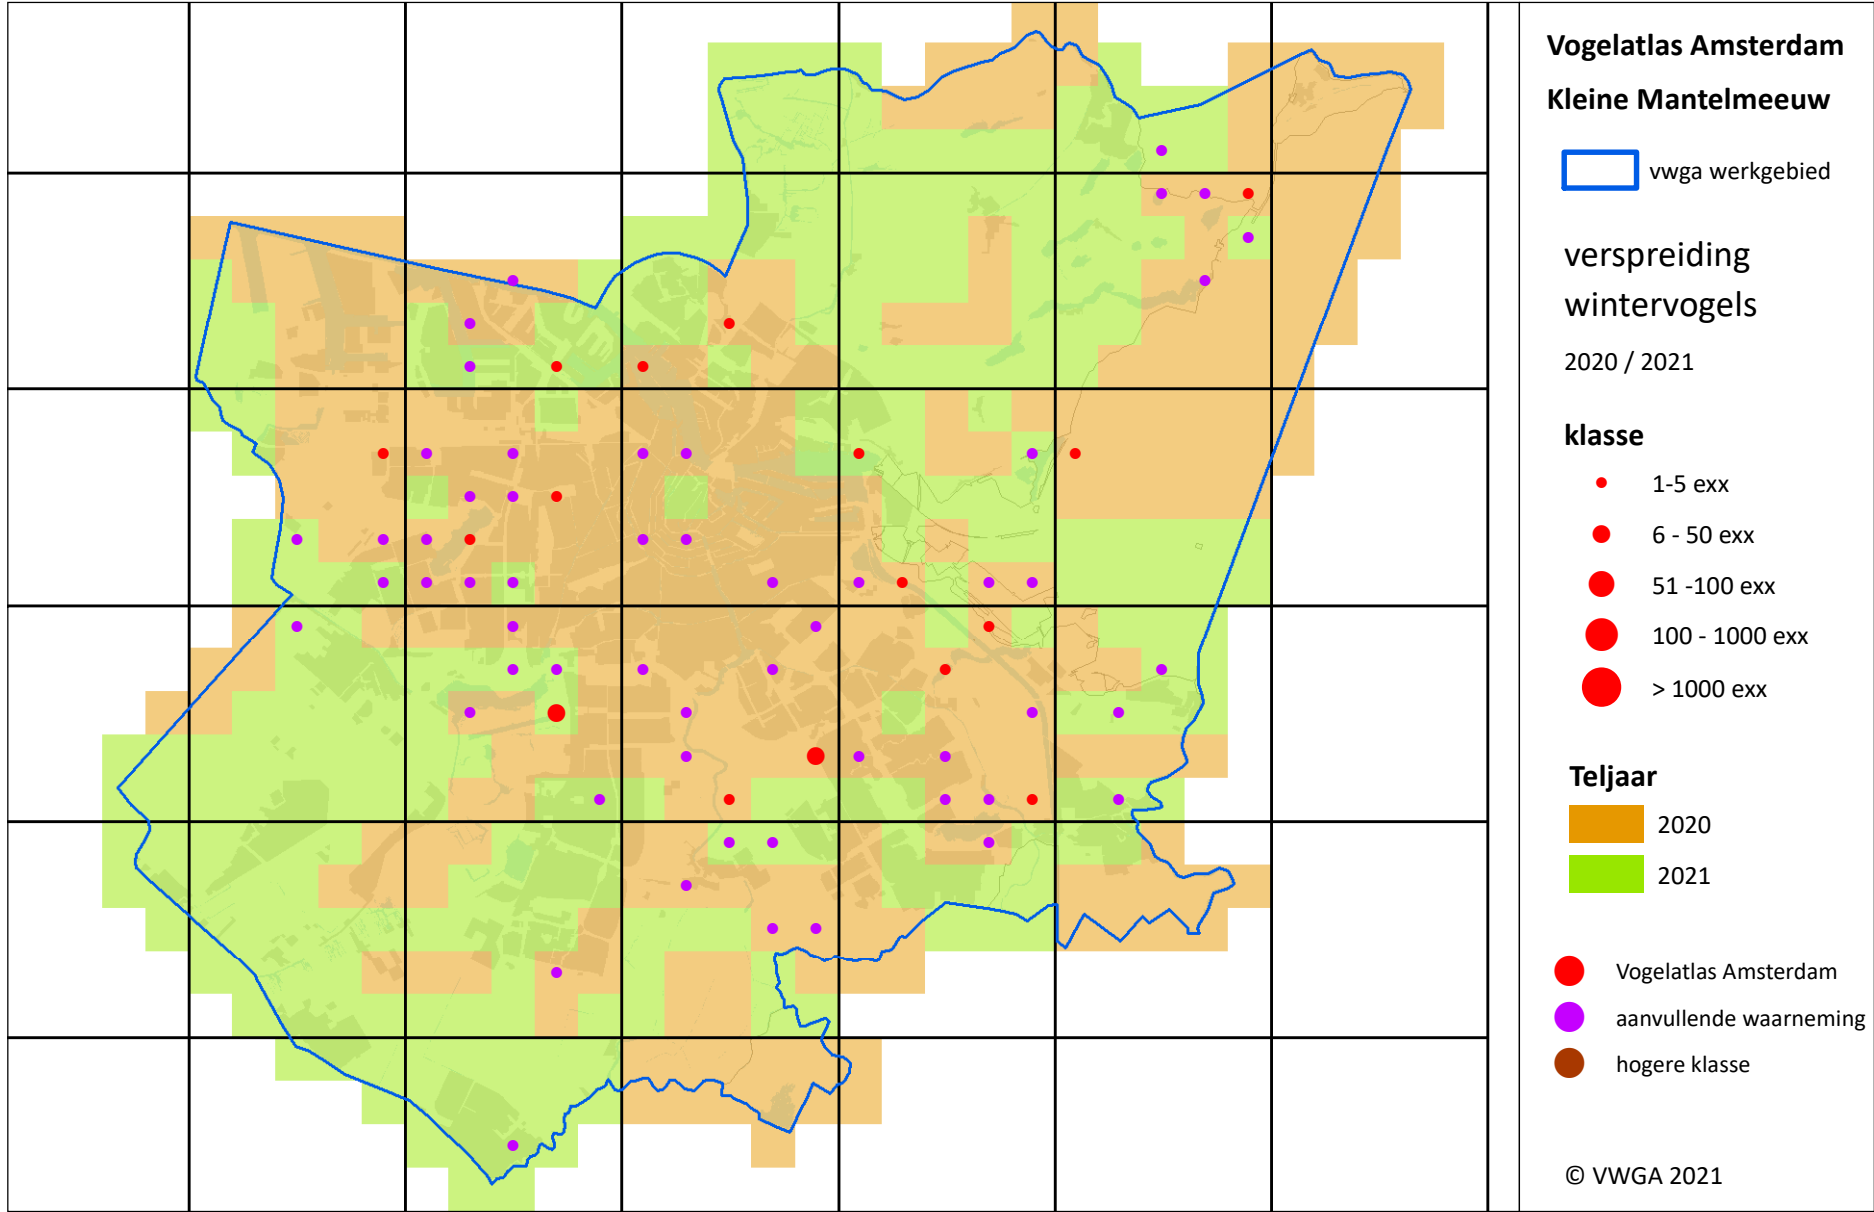 Vogelatlas Amsterdam
Kleine Mantelmeeuw
vwga werkgebied
verspreiding
wintervogels
2020 / 2021
klasse
1-5 exx
6 - 50 exx
51 -100 exx
100 - 1000 exx
> 1000 exx
Teljaar
2020
2021
Vogelatlas Amsterdam
aanvullende waarneming
hogere klasse
© VWGA 2021